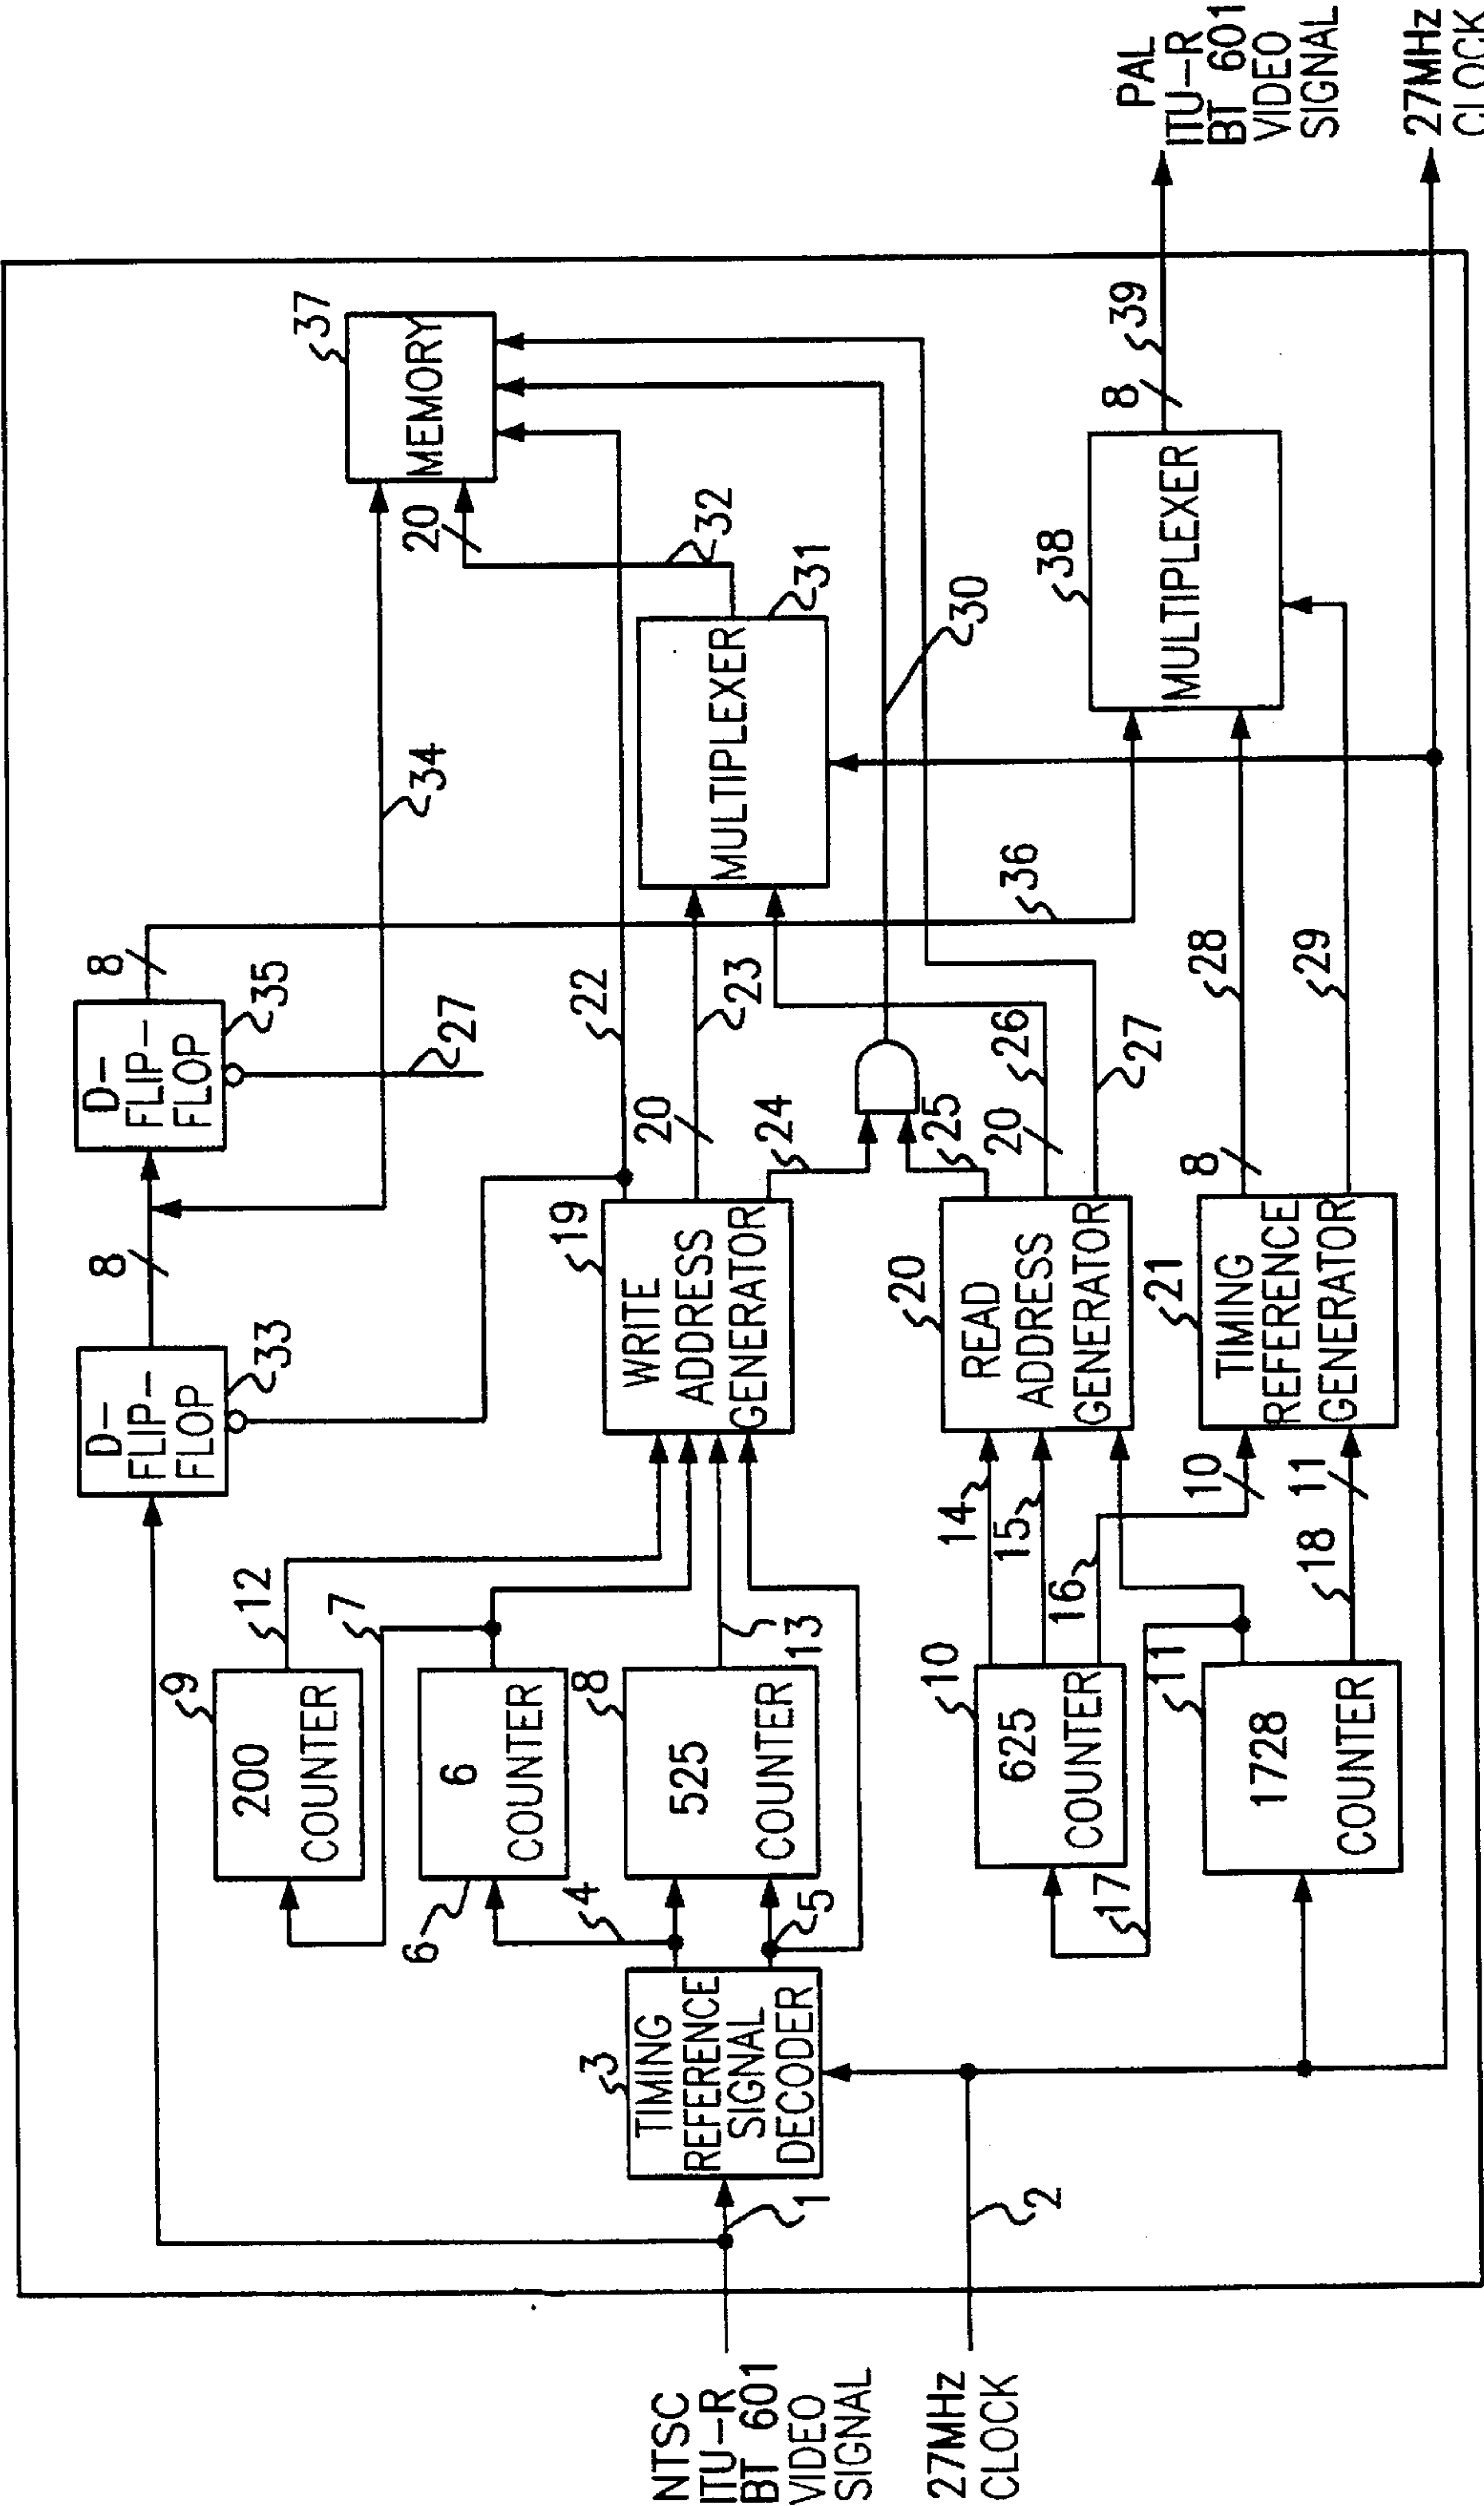 NTSC
ITU-R
BT 601
VIDEO
SIGNAL
27MHz
CLOCK
1
2
3
TIMING
REFERENCE
SIGNAL
DECODER
4
5
6
9
200
COUNTER
6
COUNTER
8
525
COUNTER
10
625
COUNTER
11
1728
COUNTER
17
12
7
13
14
15
16
10
11
18
D-
FLIP-
FLOP
33
8
D-
FLIP-
FLOP
35
8
27
34
19
WRITE
ADDRESS
GENERATOR
20
READ
ADDRESS
GENERATOR
21
TIMING
REFERENCE
GENERATOR
22
20
23
24
25
20
26
27
8
28
29
36
30
MULTIPLEXER
31
32
20
MEMORY
37
38
MULTIPLEXER
8
39
PAL
ITU-R
BT 601
VIDEO
SIGNAL
27MHz
CLOCK